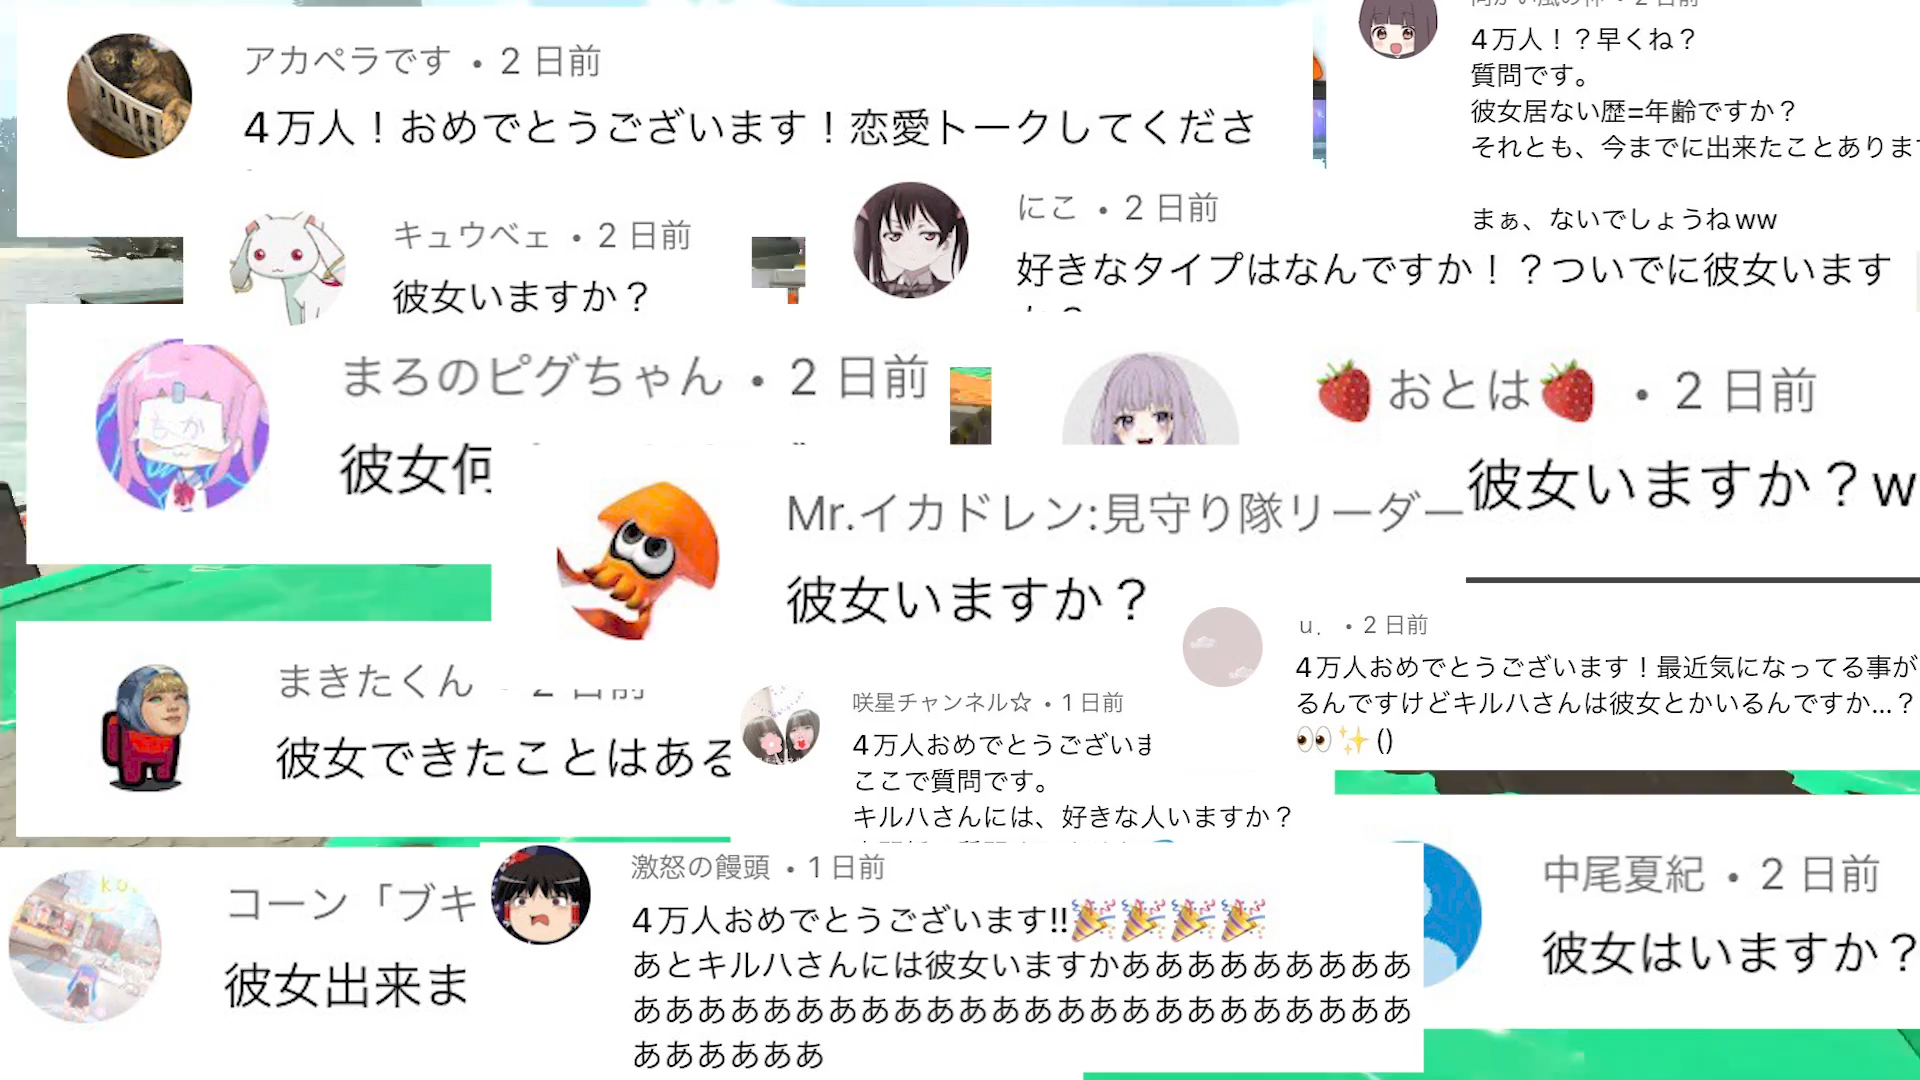 アカペラです • 2 日前
4万人！おめでとうございます！恋愛トークしてくださ
4万人！？早くね？
質問です。
彼女居ない歴=年齢ですか？
それとも、今までに出来たことありま
まぁ、ないでしょうねww
キュウベェ • 2 日前
彼女いますか？
にこ • 2 日前
好きなタイプはなんですか！？ついでに彼女います
まろのピグちゃん • 2 日前
彼女何
もか
🍓おとは🍓 • 2 日前
彼女いますか？w
Mr.イカドレン:見守り隊リーダー
彼女いますか？
u. • 2 日前
4万人おめでとうございます！最近気になってる事が
るんですけどキルハさんは彼女とかいるんですか...？
👀✨()
まきたくん
彼女できたことはある
咲星チャンネル☆ • 1 日前
4万人おめでとうございま
ここで質問です。
キルハさんには、好きな人いますか？
コーン「ブキ
彼女出来ま
激怒の饅頭 • 1 日前
4万人おめでとうございます!!🎉🎉🎉🎉
あとキルハさんには彼女いますかあああああああああ
ああああああああああああああああああああああああ
ああああああ
中尾夏紀 • 2 日前
彼女はいますか？